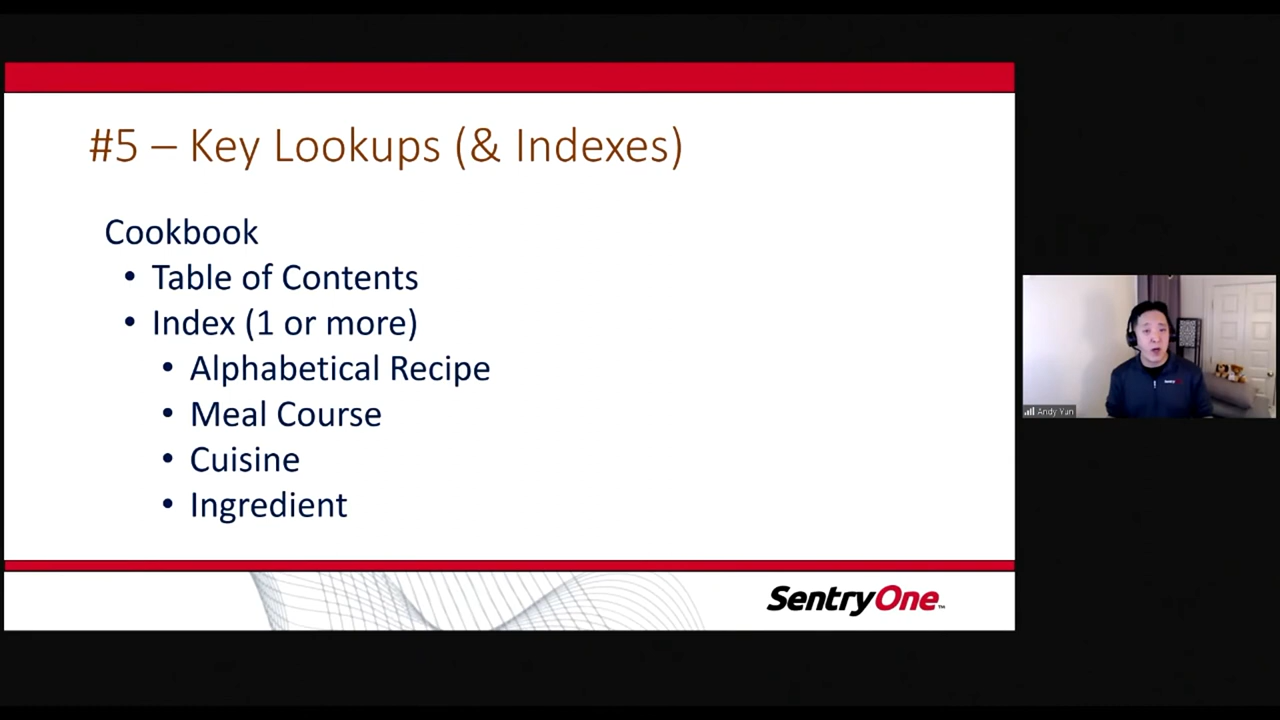 #5 – Key Lookups (& Indexes)
Cookbook
• Table of Contents
• Index (1 or more)
• Alphabetical Recipe
• Meal Course
• Cuisine
• Ingredient
SentryOne™
Andy Yun